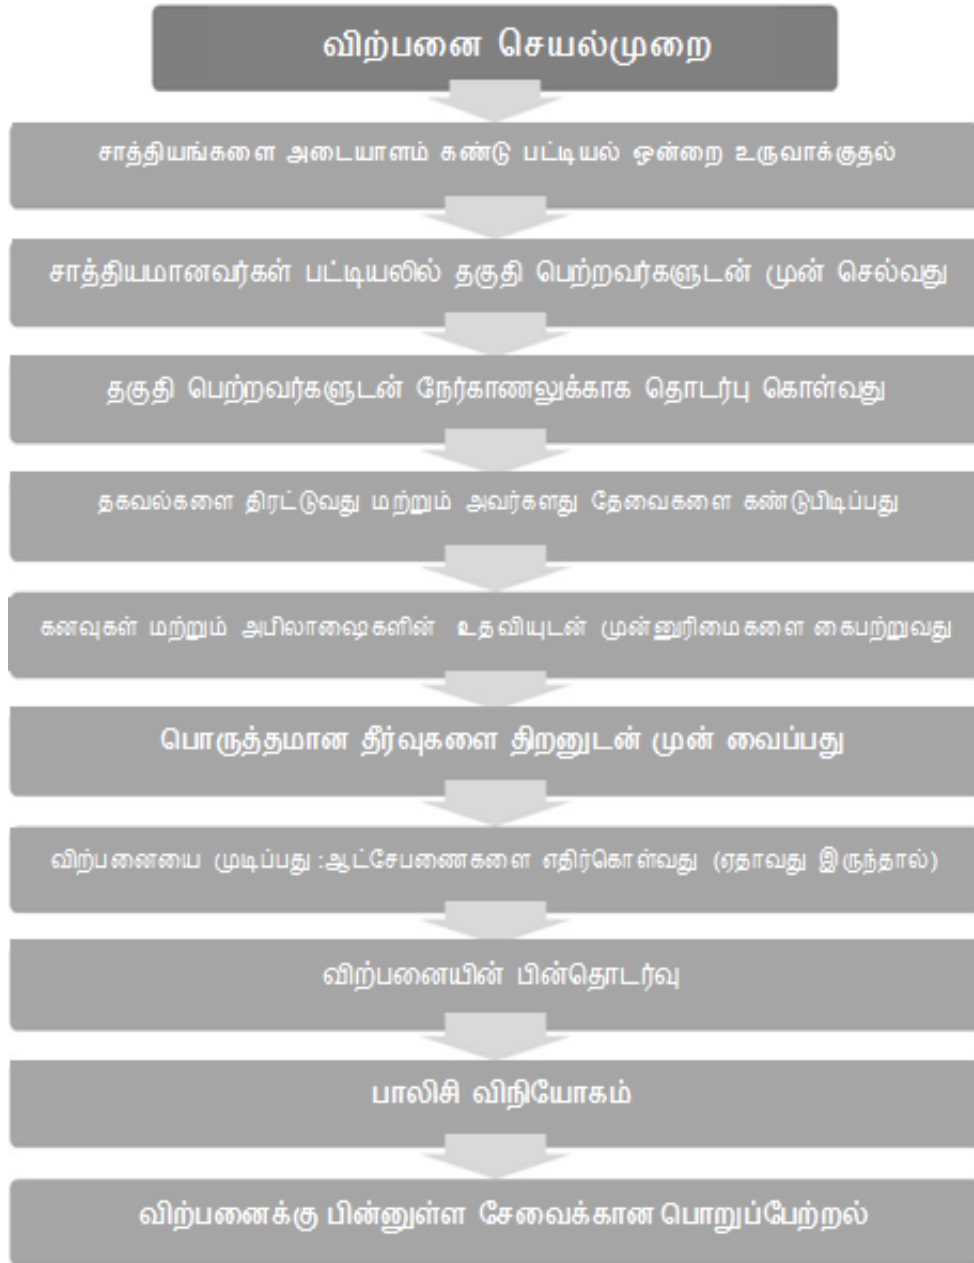 விற்பனை செயல்முறை
சாத்தியங்களை அடையாளம் கண்டு பட்டியல் ஒன்றை உருவாக்குதல்
சாத்தியமானவர்கள் பட்டியலில் தகுதி பெற்றவர்களுடன் முன் செல்வது
தகுதி பெற்றவர்களுடன் நேர்காணலுக்காக தொடர்பு கொள்வது
தகவல்களை திரட்டுவது மற்றும் அவர்களது தேவைகளை கண்டுபிடிப்பது
கனவுகள் மற்றும் அபிலாஷைகளின் உதவியுடன் முன்னுரிமைகளை கைபற்றுவது
பொருத்தமான தீர்வுகளை திறனுடன் முன் வைப்பது
விற்பனையை முடிப்பது :ஆட்சேபணைகளை எதிர்கொள்வது (ஏதாவது இருந்தால்)
விற்பனையின் பின்தொடர்வு
பாலிசி விநியோகம்
விற்பனைக்கு பின்னுள்ள சேவைக்கான பொறுப்பேற்றல்